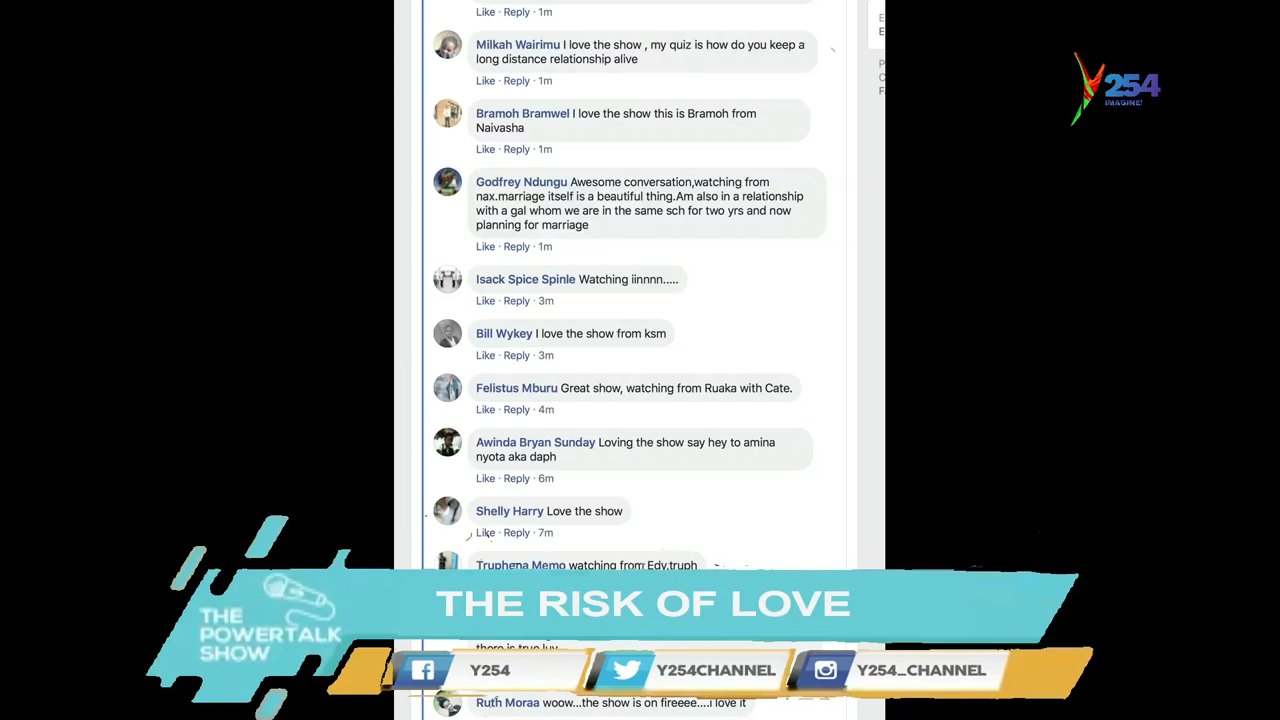 Like · Reply · 1m
Milkah Wairimu I love the show , my quiz is how do you keep a
long distance relationship alive
Like · Reply · 1m
Bramoh Bramwel I love the show this is Bramoh from
Naivasha
Like · Reply · 1m
Godfrey Ndungu Awesome conversation,watching from
nax.marriage itself is a beautiful thing.Am also in a relationship
with a gal whom we are in the same sch for two yrs and now
planning for marriage
Like · Reply · 1m
Isack Spice Spinle Watching iinnnn.....
Like · Reply · 3m
Bill Wykey I love the show from ksm
Like · Reply · 3m
Felistus Mburu Great show, watching from Ruaka with Cate.
Like · Reply · 4m
Awinda Bryan Sunday Loving the show say hey to amina
nyota aka daph
Like · Reply · 6m
Shelly Harry Love the show
Like · Reply · 7m
Truphena Memo watching from Edy,truph
there is true luv
Ruth Moraa woow...the show is on fireeee....i love it
Y254
IMAGINE!
THE
POWERTALK
SHOW
THE RISK OF LOVE
Y254
Y254CHANNEL
Y254_CHANNEL